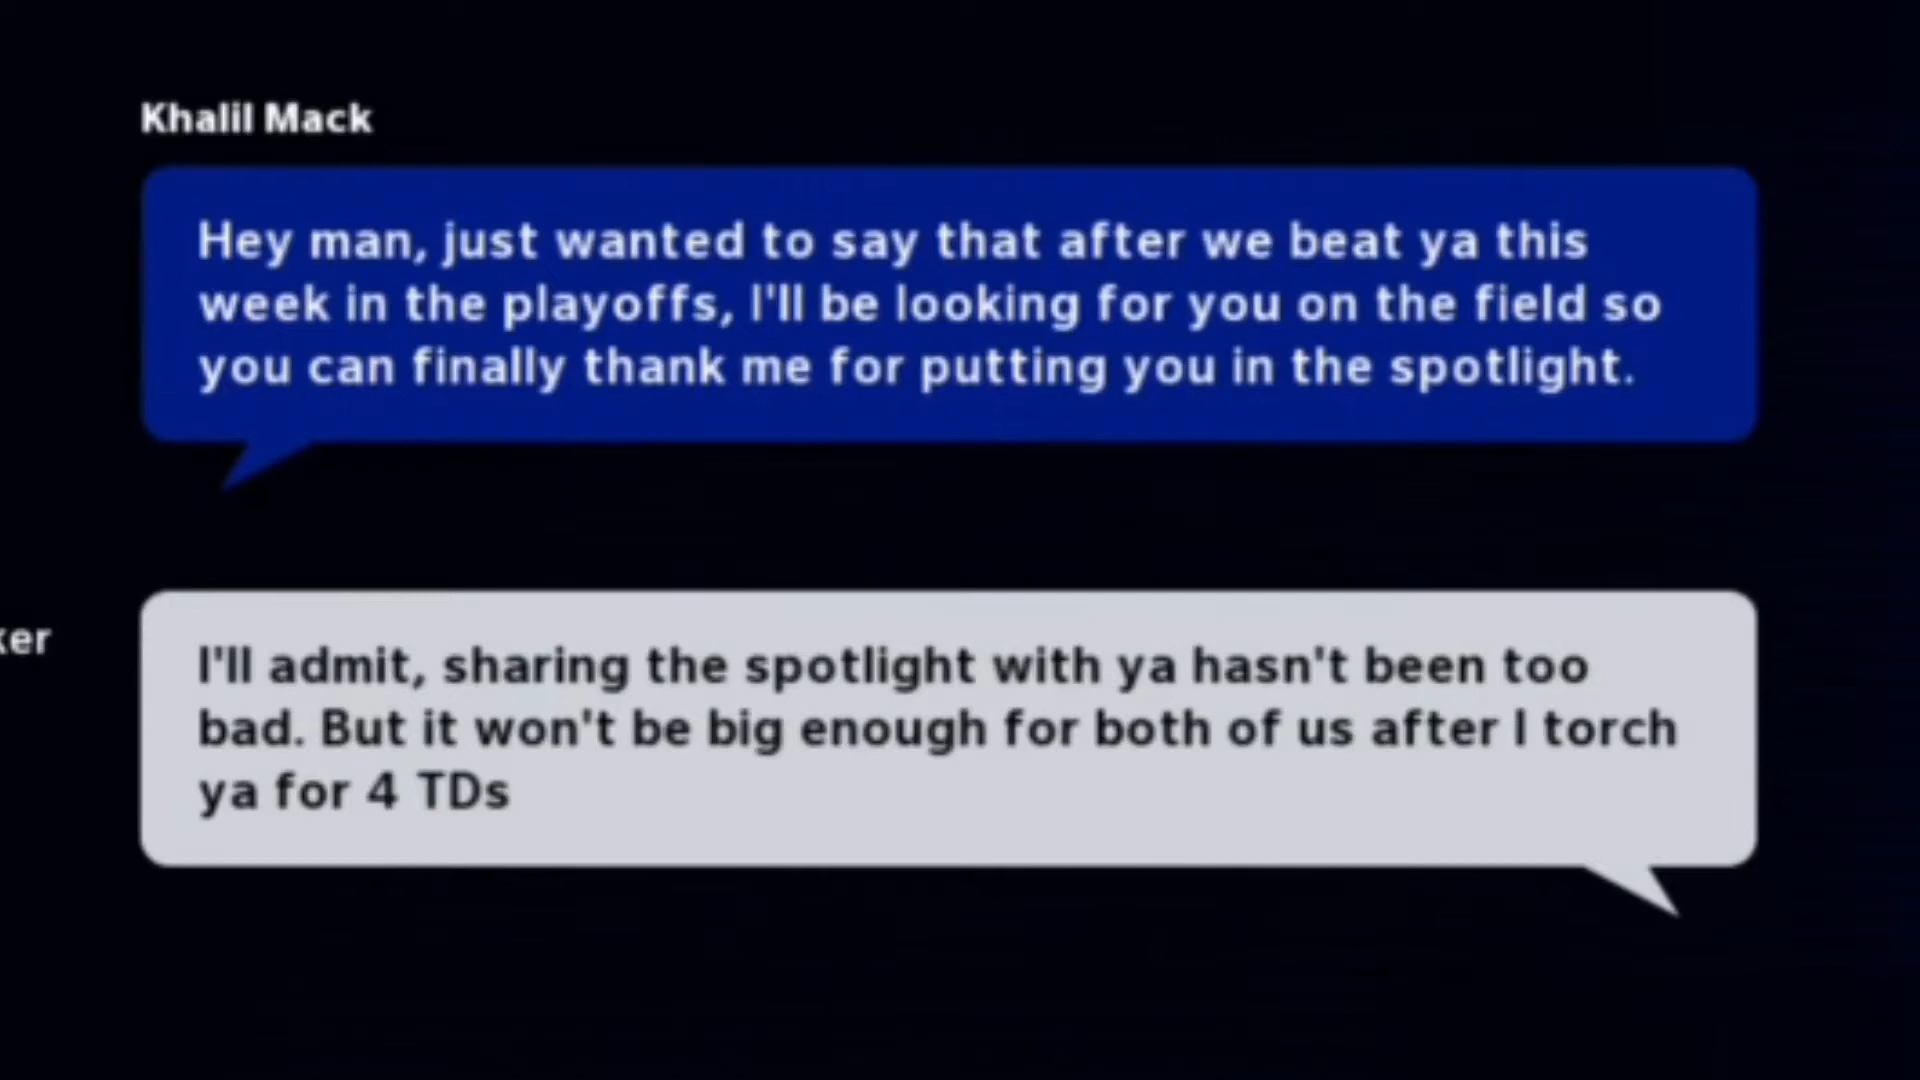 Khalil Mack
Hey man, just wanted to say that after we beat ya this
week in the playoffs, I'll be looking for you on the field so
you can finally thank me for putting you in the spotlight.
I'll admit, sharing the spotlight with ya hasn't been too
bad. But it won't be big enough for both of us after I torch
ya for 4 TDs